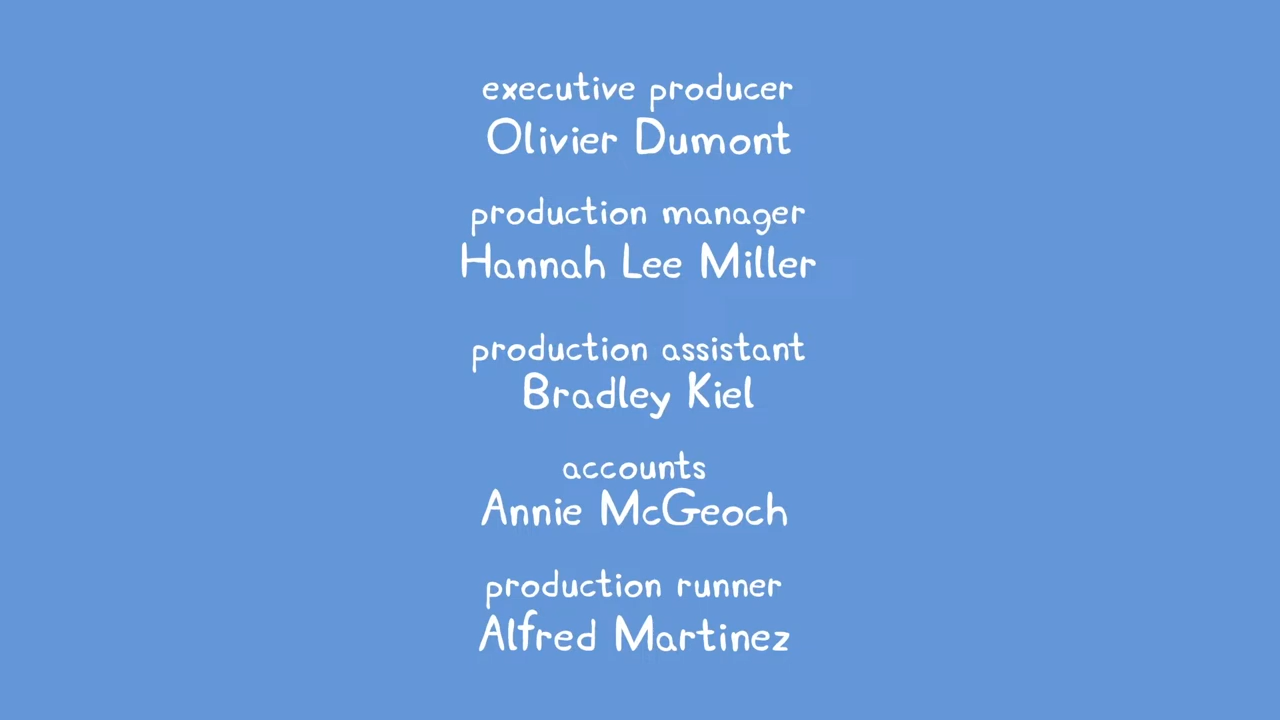 executive producer
Olivier Dumont
production manager
Hannah Lee Miller
production assistant
Bradley Kiel
accounts
Annie McGeoch
production runner
Alfred Martinez